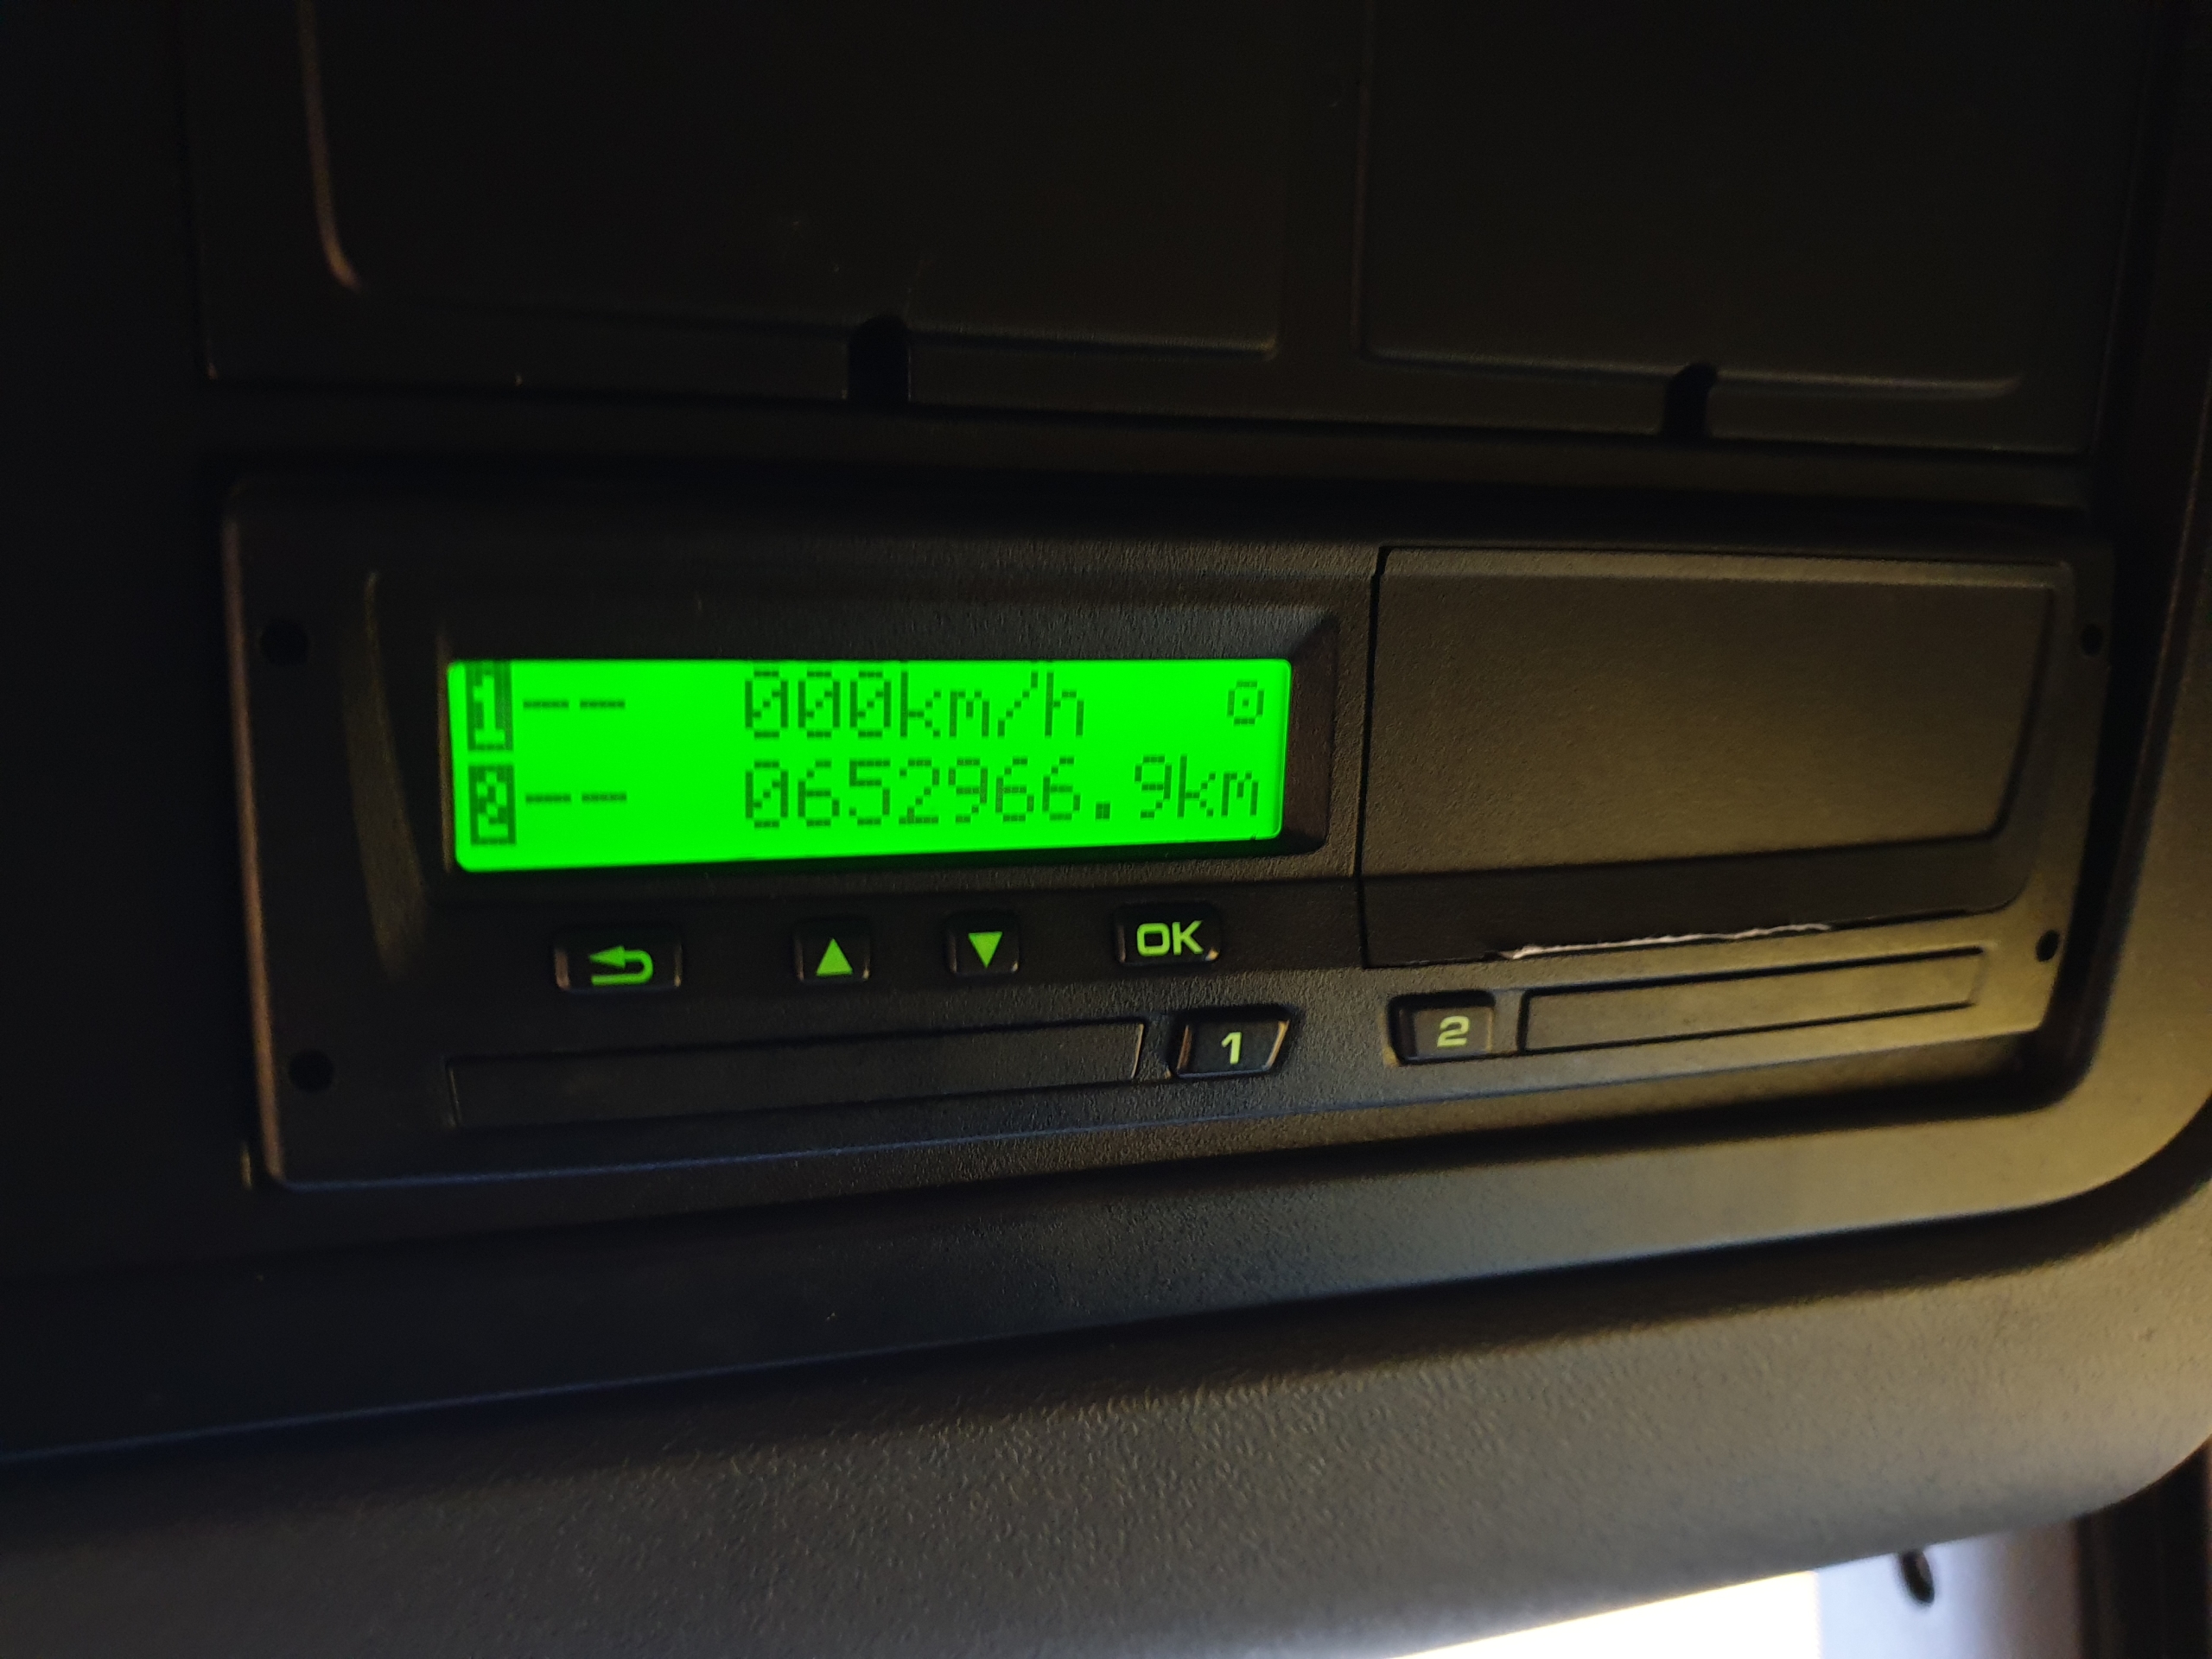 1 -- 000km/h ⊙
2 -- 0652966.9km
▲ ▼ OK
1 2